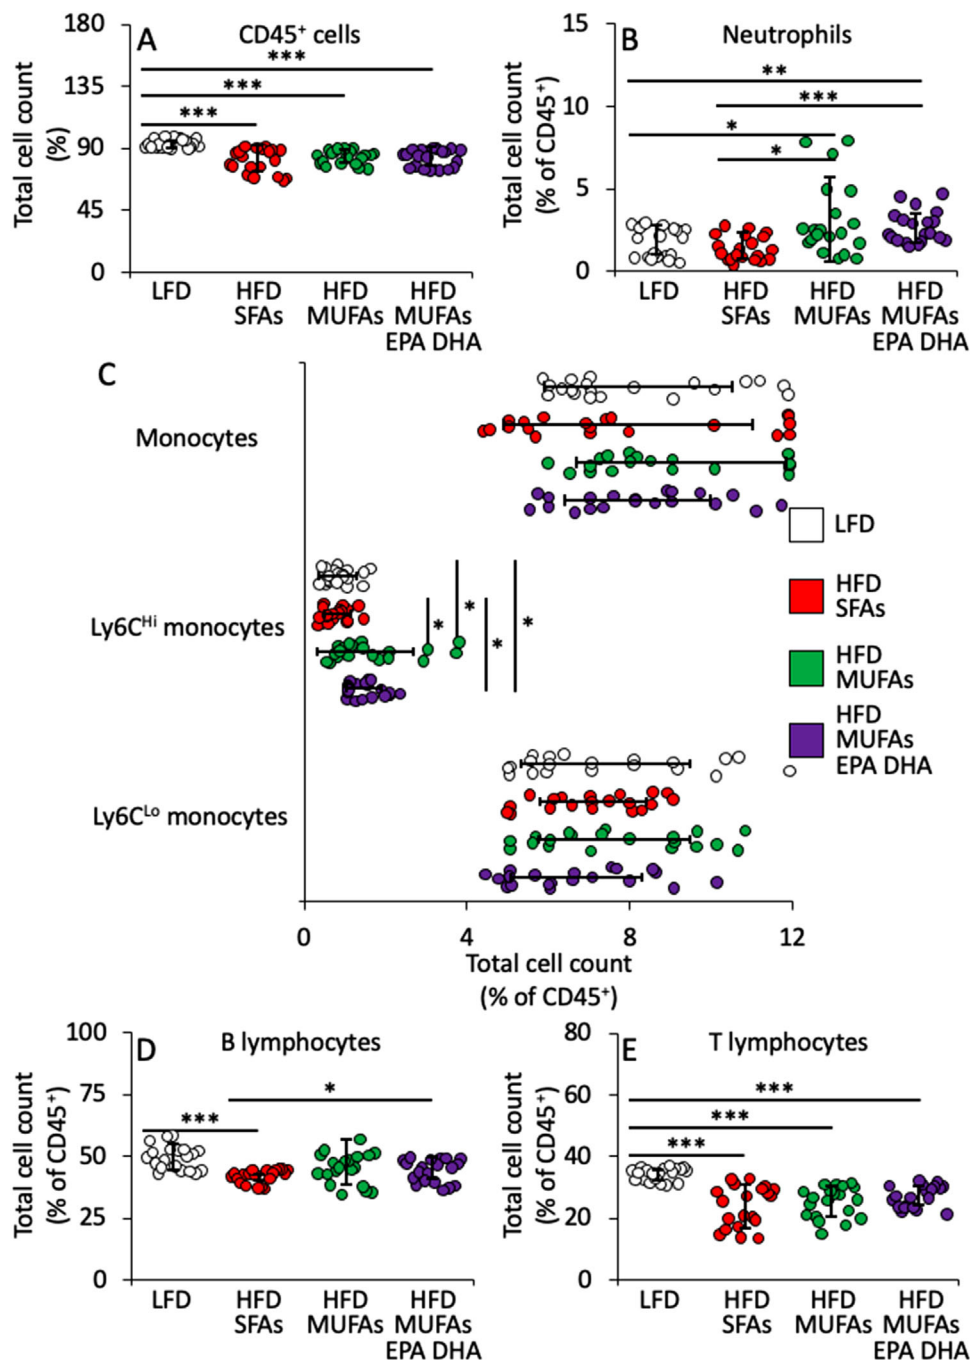 A
CD45⁺ cells
Total cell count
(%)
180
135
90
45
0
***
***
***
LFD
HFD
SFAs
HFD
MUFAs
HFD
MUFAs
EPA DHA
B
Neutrophils
Total cell count
(% of CD45⁺)
15
10
5
0
**
***
*
*
LFD
HFD
SFAs
HFD
MUFAs
HFD
MUFAs
EPA DHA
C
Monocytes
Ly6Cᴴⁱ monocytes
Ly6Cᴸᵒ monocytes
*
*
*
*
LFD
HFD
SFAs
HFD
MUFAs
HFD
MUFAs
EPA DHA
0
4
8
12
Total cell count
(% of CD45⁺)
D
B lymphocytes
Total cell count
(% of CD45⁺)
100
75
50
25
0
*
***
LFD
HFD
SFAs
HFD
MUFAs
HFD
MUFAs
EPA DHA
E
T lymphocytes
Total cell count
(% of CD45⁺)
80
60
40
20
0
***
***
***
LFD
HFD
SFAs
HFD
MUFAs
HFD
MUFAs
EPA DHA